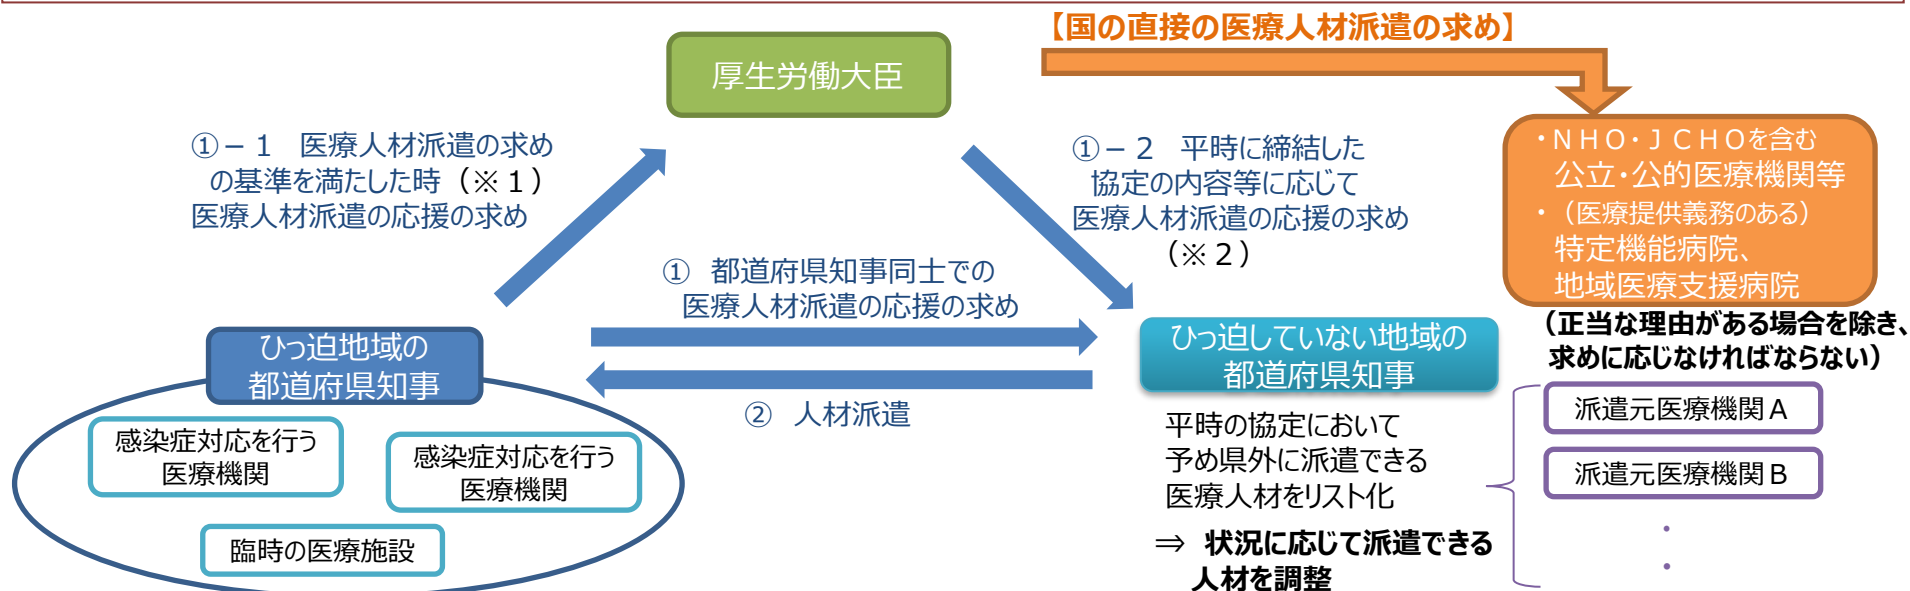 【国の直接の医療人材派遣の求め】
厚生労働大臣
①－１　医療人材派遣の求め
の基準を満たした時（※１）
医療人材派遣の応援の求め
①－２　平時に締結した
協定の内容等に応じて
医療人材派遣の応援の求め
（※２）
・ＮＨＯ・ＪＣＨＯを含む
公立・公的医療機関等
・（医療提供義務のある）
特定機能病院、
地域医療支援病院
（正当な理由がある場合を除き、
求めに応じなければならない）
①　都道府県知事同士での
医療人材派遣の応援の求め
ひっ迫地域の
都道府県知事
ひっ迫していない地域の
都道府県知事
②　人材派遣
感染症対応を行う
医療機関
感染症対応を行う
医療機関
臨時の医療施設
平時の協定において
予め県外に派遣できる
医療人材をリスト化
⇒　状況に応じて派遣できる
人材を調整
派遣元医療機関Ａ
派遣元医療機関Ｂ
・
・